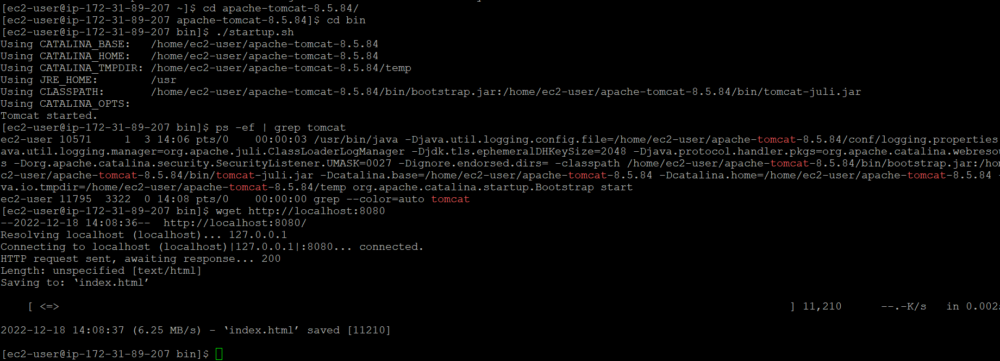 [ec2-user@ip-172-31-89-207 ~]$ cd apache-tomcat-8.5.84/
[ec2-user@ip-172-31-89-207 apache-tomcat-8.5.84]$ cd bin
[ec2-user@ip-172-31-89-207 bin]$ ./startup.sh
Using CATALINA_BASE:   /home/ec2-user/apache-tomcat-8.5.84
Using CATALINA_HOME:   /home/ec2-user/apache-tomcat-8.5.84
Using CATALINA_TMPDIR: /home/ec2-user/apache-tomcat-8.5.84/temp
Using JRE_HOME:        /usr
Using CLASSPATH:       /home/ec2-user/apache-tomcat-8.5.84/bin/bootstrap.jar:/home/ec2-user/apache-tomcat-8.5.84/bin/tomcat-juli.jar
Using CATALINA_OPTS:
Tomcat started.
[ec2-user@ip-172-31-89-207 bin]$ ps -ef | grep tomcat
ec2-user 10571     1  3 14:06 pts/0    00:00:03 /usr/bin/java -Djava.util.logging.config.file=/home/ec2-user/apache-tomcat-8.5.84/conf/logging.properties
ava.util.logging.manager=org.apache.juli.ClassLoaderLogManager -Djdk.tls.ephemeralDHKeySize=2048 -Djava.protocol.handler.pkgs=org.apache.catalina.webresou
s -Dorg.apache.catalina.security.SecurityListener.UMASK=0027 -Dignore.endorsed.dirs= -classpath /home/ec2-user/apache-tomcat-8.5.84/bin/bootstrap.jar:/hom
c2-user/apache-tomcat-8.5.84/bin/tomcat-juli.jar -Dcatalina.base=/home/ec2-user/apache-tomcat-8.5.84 -Dcatalina.home=/home/ec2-user/apache-tomcat-8.5.84 -
va.io.tmpdir=/home/ec2-user/apache-tomcat-8.5.84/temp org.apache.catalina.startup.Bootstrap start
ec2-user 11795  3322  0 14:08 pts/0    00:00:00 grep --color=auto tomcat
[ec2-user@ip-172-31-89-207 bin]$ wget http://localhost:8080
--2022-12-18 14:08:36--  http://localhost:8080/
Resolving localhost (localhost)... 127.0.0.1
Connecting to localhost (localhost)|127.0.0.1|:8080... connected.
HTTP request sent, awaiting response... 200
Length: unspecified [text/html]
Saving to: ‘index.html’
[ <=> ] 11,210 --.-K/s in 0.002s
2022-12-18 14:08:37 (6.25 MB/s) - ‘index.html’ saved [11210]
[ec2-user@ip-172-31-89-207 bin]$